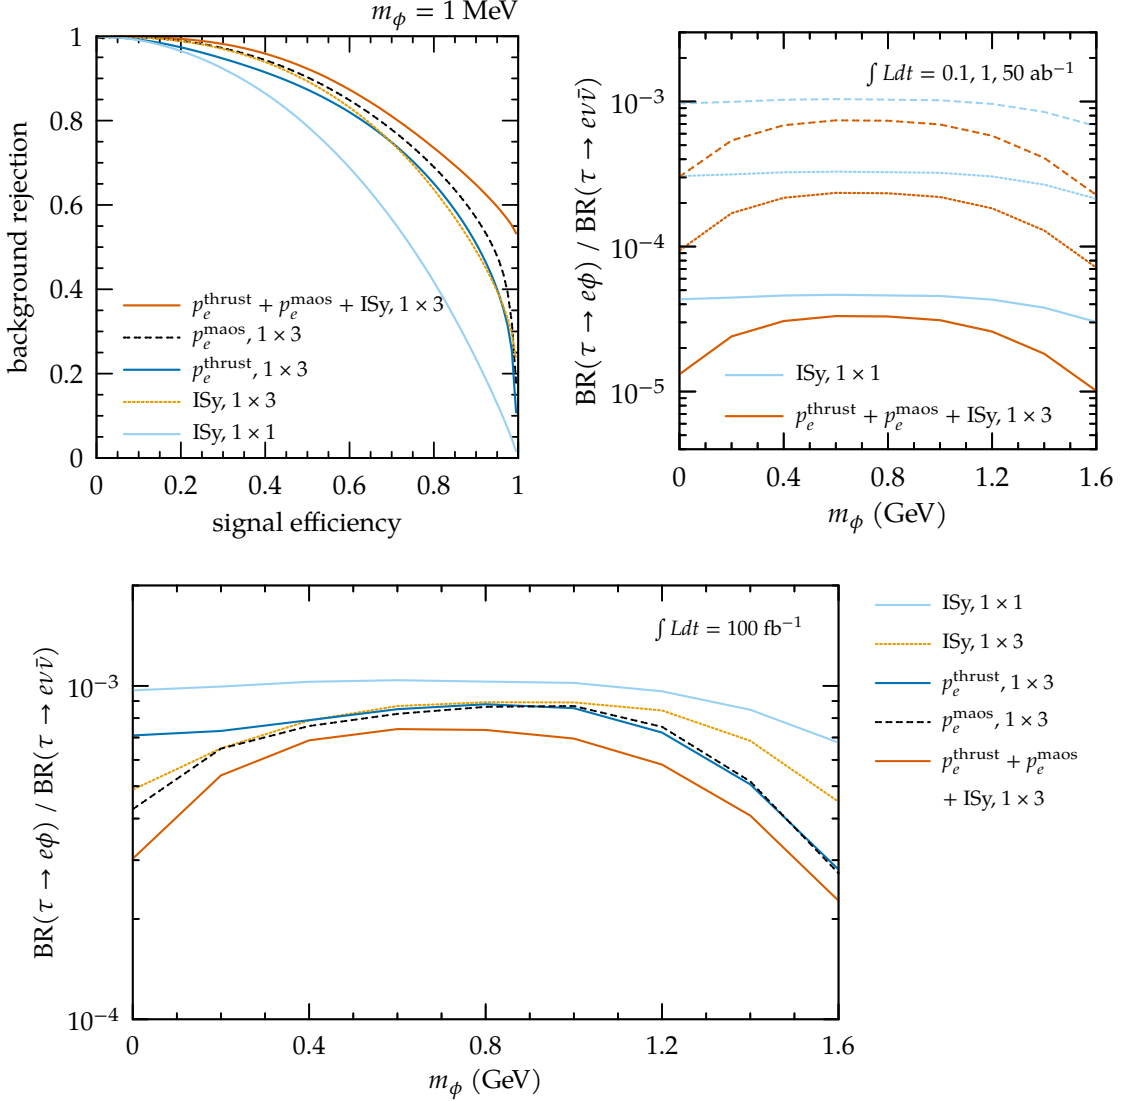 m_ϕ = 1 MeV
background rejection
1
0.8
0.6
0.4
0.2
0
p_e^thrust + p_e^maos + ISy, 1 × 3
p_e^maos, 1 × 3
p_e^thrust, 1 × 3
ISy, 1 × 3
ISy, 1 × 1
0 0.2 0.4 0.6 0.8 1
signal efficiency
BR(τ → eϕ) / BR(τ → eνν̄)
∫ Ldt = 0.1, 1, 50 ab⁻¹
10⁻³
10⁻⁴
10⁻⁵
ISy, 1 × 1
p_e^thrust + p_e^maos + ISy, 1 × 3
0 0.4 0.8 1.2 1.6
m_ϕ (GeV)
BR(τ → eϕ) / BR(τ → eνν̄)
∫ Ldt = 100 fb⁻¹
10⁻³
10⁻⁴
0 0.4 0.8 1.2 1.6
m_ϕ (GeV)
ISy, 1 × 1
ISy, 1 × 3
p_e^thrust, 1 × 3
p_e^maos, 1 × 3
p_e^thrust + p_e^maos
+ ISy, 1 × 3